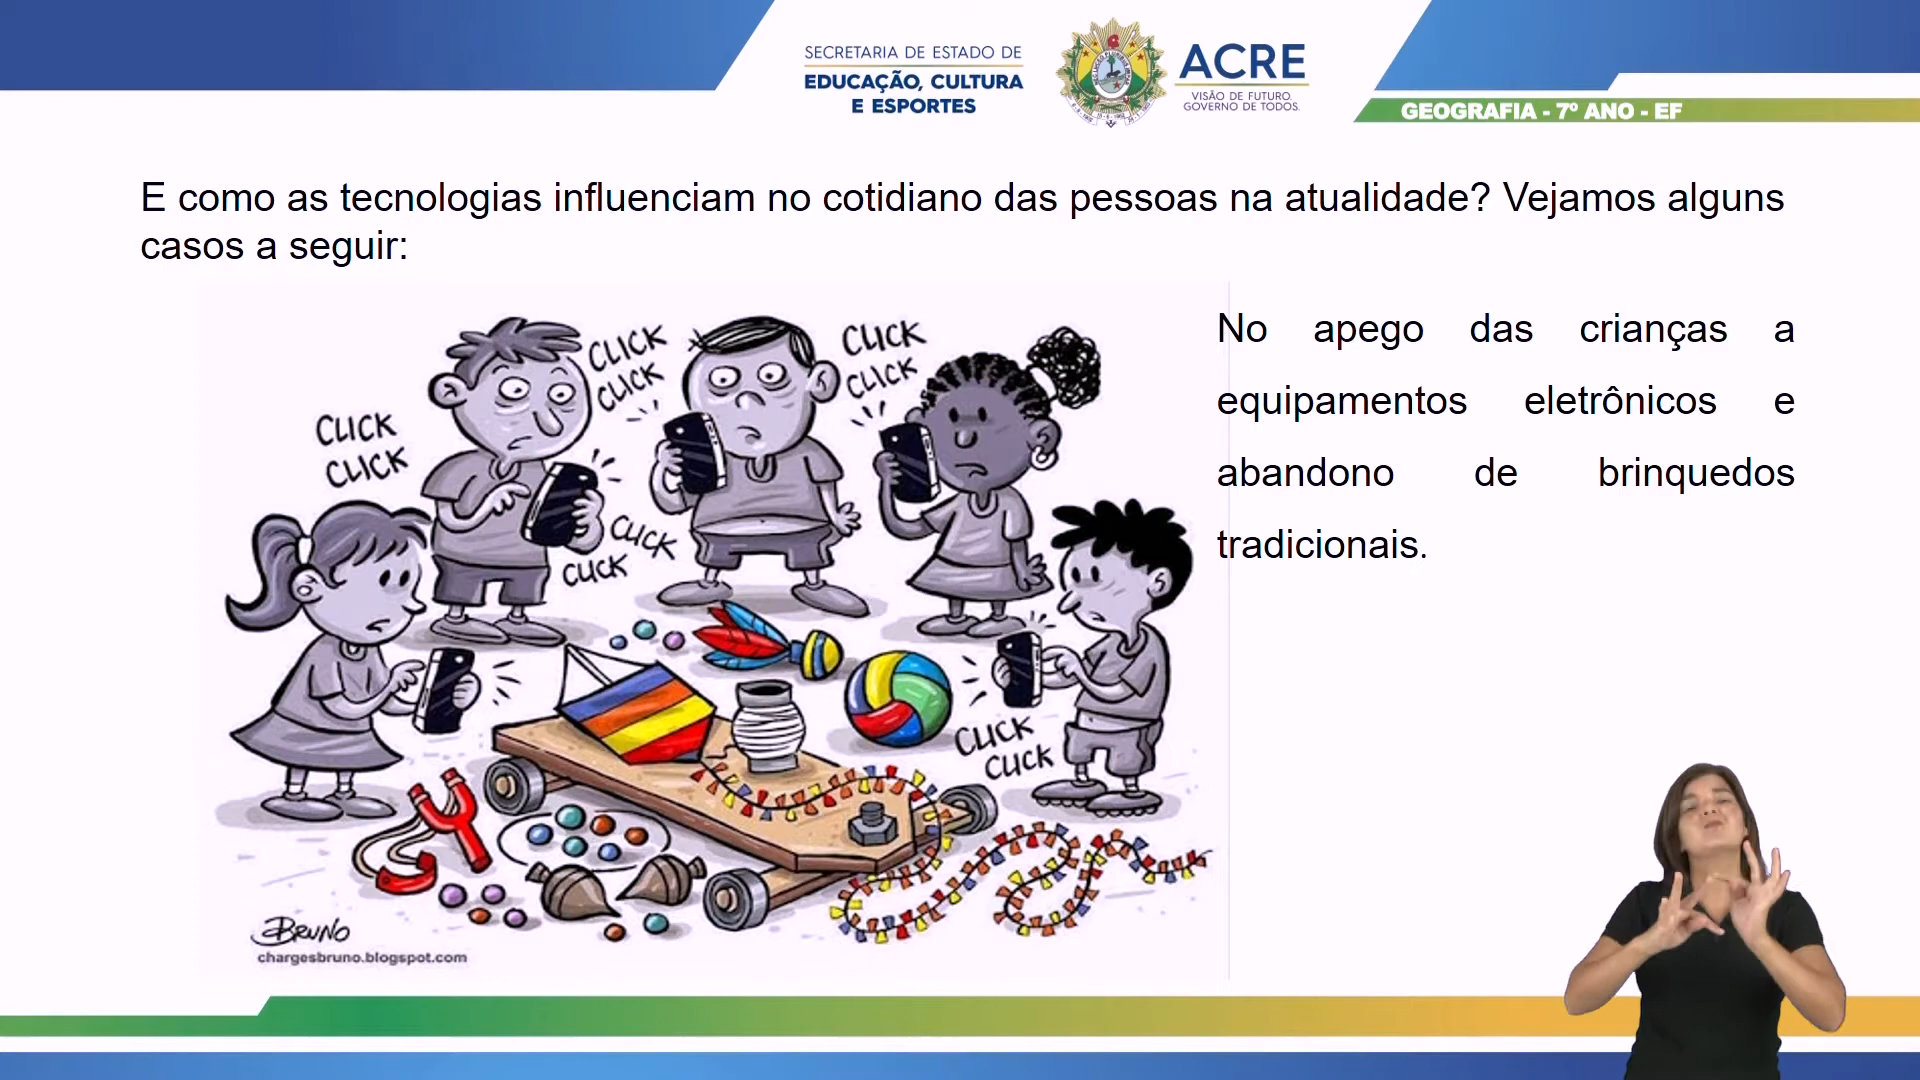 SECRETARIA DE ESTADO DE
EDUCAÇÃO, CULTURA
E ESPORTES
ACRE
VISÃO DE FUTURO.
GOVERNO DE TODOS.
GEOGRAFIA - 7º ANO - EF
E como as tecnologias influenciam no cotidiano das pessoas na atualidade? Vejamos alguns
casos a seguir:
No apego das crianças a
equipamentos eletrônicos e
abandono de brinquedos
tradicionais.
CLICK
CLICK
CLICK
CLICK
CLICK
CLICK
CLICK
CLICK
CLICK
CLICK
BRUNO
chargesbruno.blogspot.com